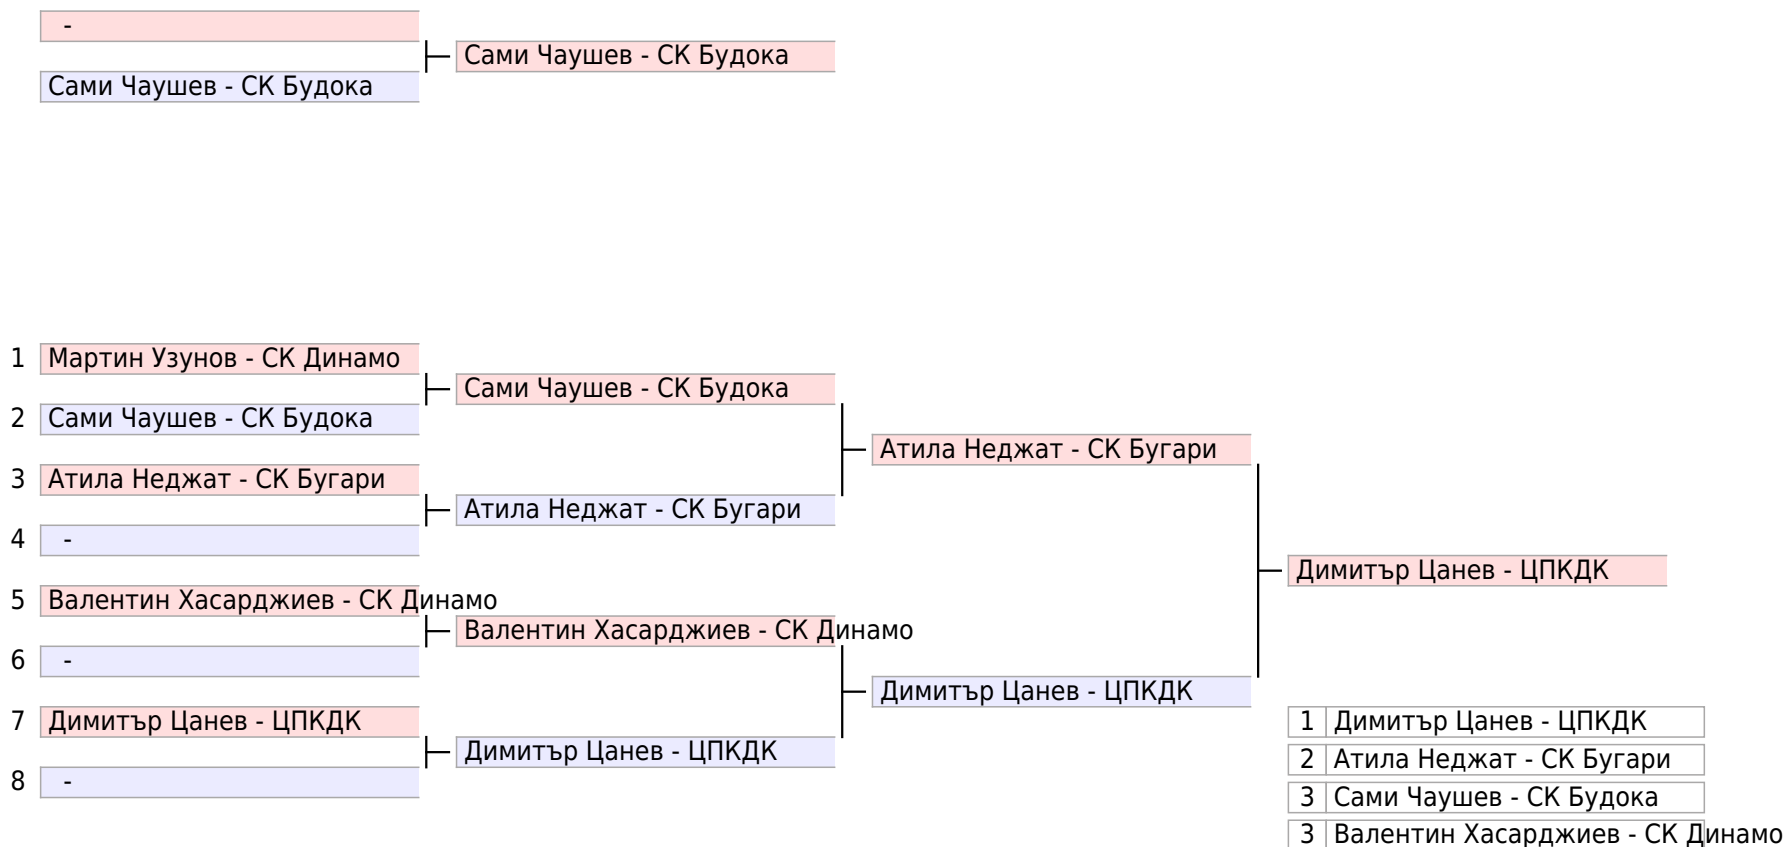 -
Сами Чаушев - СК Будока
Сами Чаушев - СК Будока
1 Мартин Узунов - СК Динамо
Сами Чаушев - СК Будока
2 Сами Чаушев - СК Будока
Атила Неджат - СК Бугари
3 Атила Неджат - СК Бугари
Атила Неджат - СК Бугари
4 -
Димитър Цанев - ЦПКДК
5 Валентин Хасарджиев - СК Динамо
Валентин Хасарджиев - СК Динамо
6 -
Димитър Цанев - ЦПКДК
7 Димитър Цанев - ЦПКДК
Димитър Цанев - ЦПКДК
8 -
1 Димитър Цанев - ЦПКДК
2 Атила Неджат - СК Бугари
3 Сами Чаушев - СК Будока
3 Валентин Хасарджиев - СК Динамо